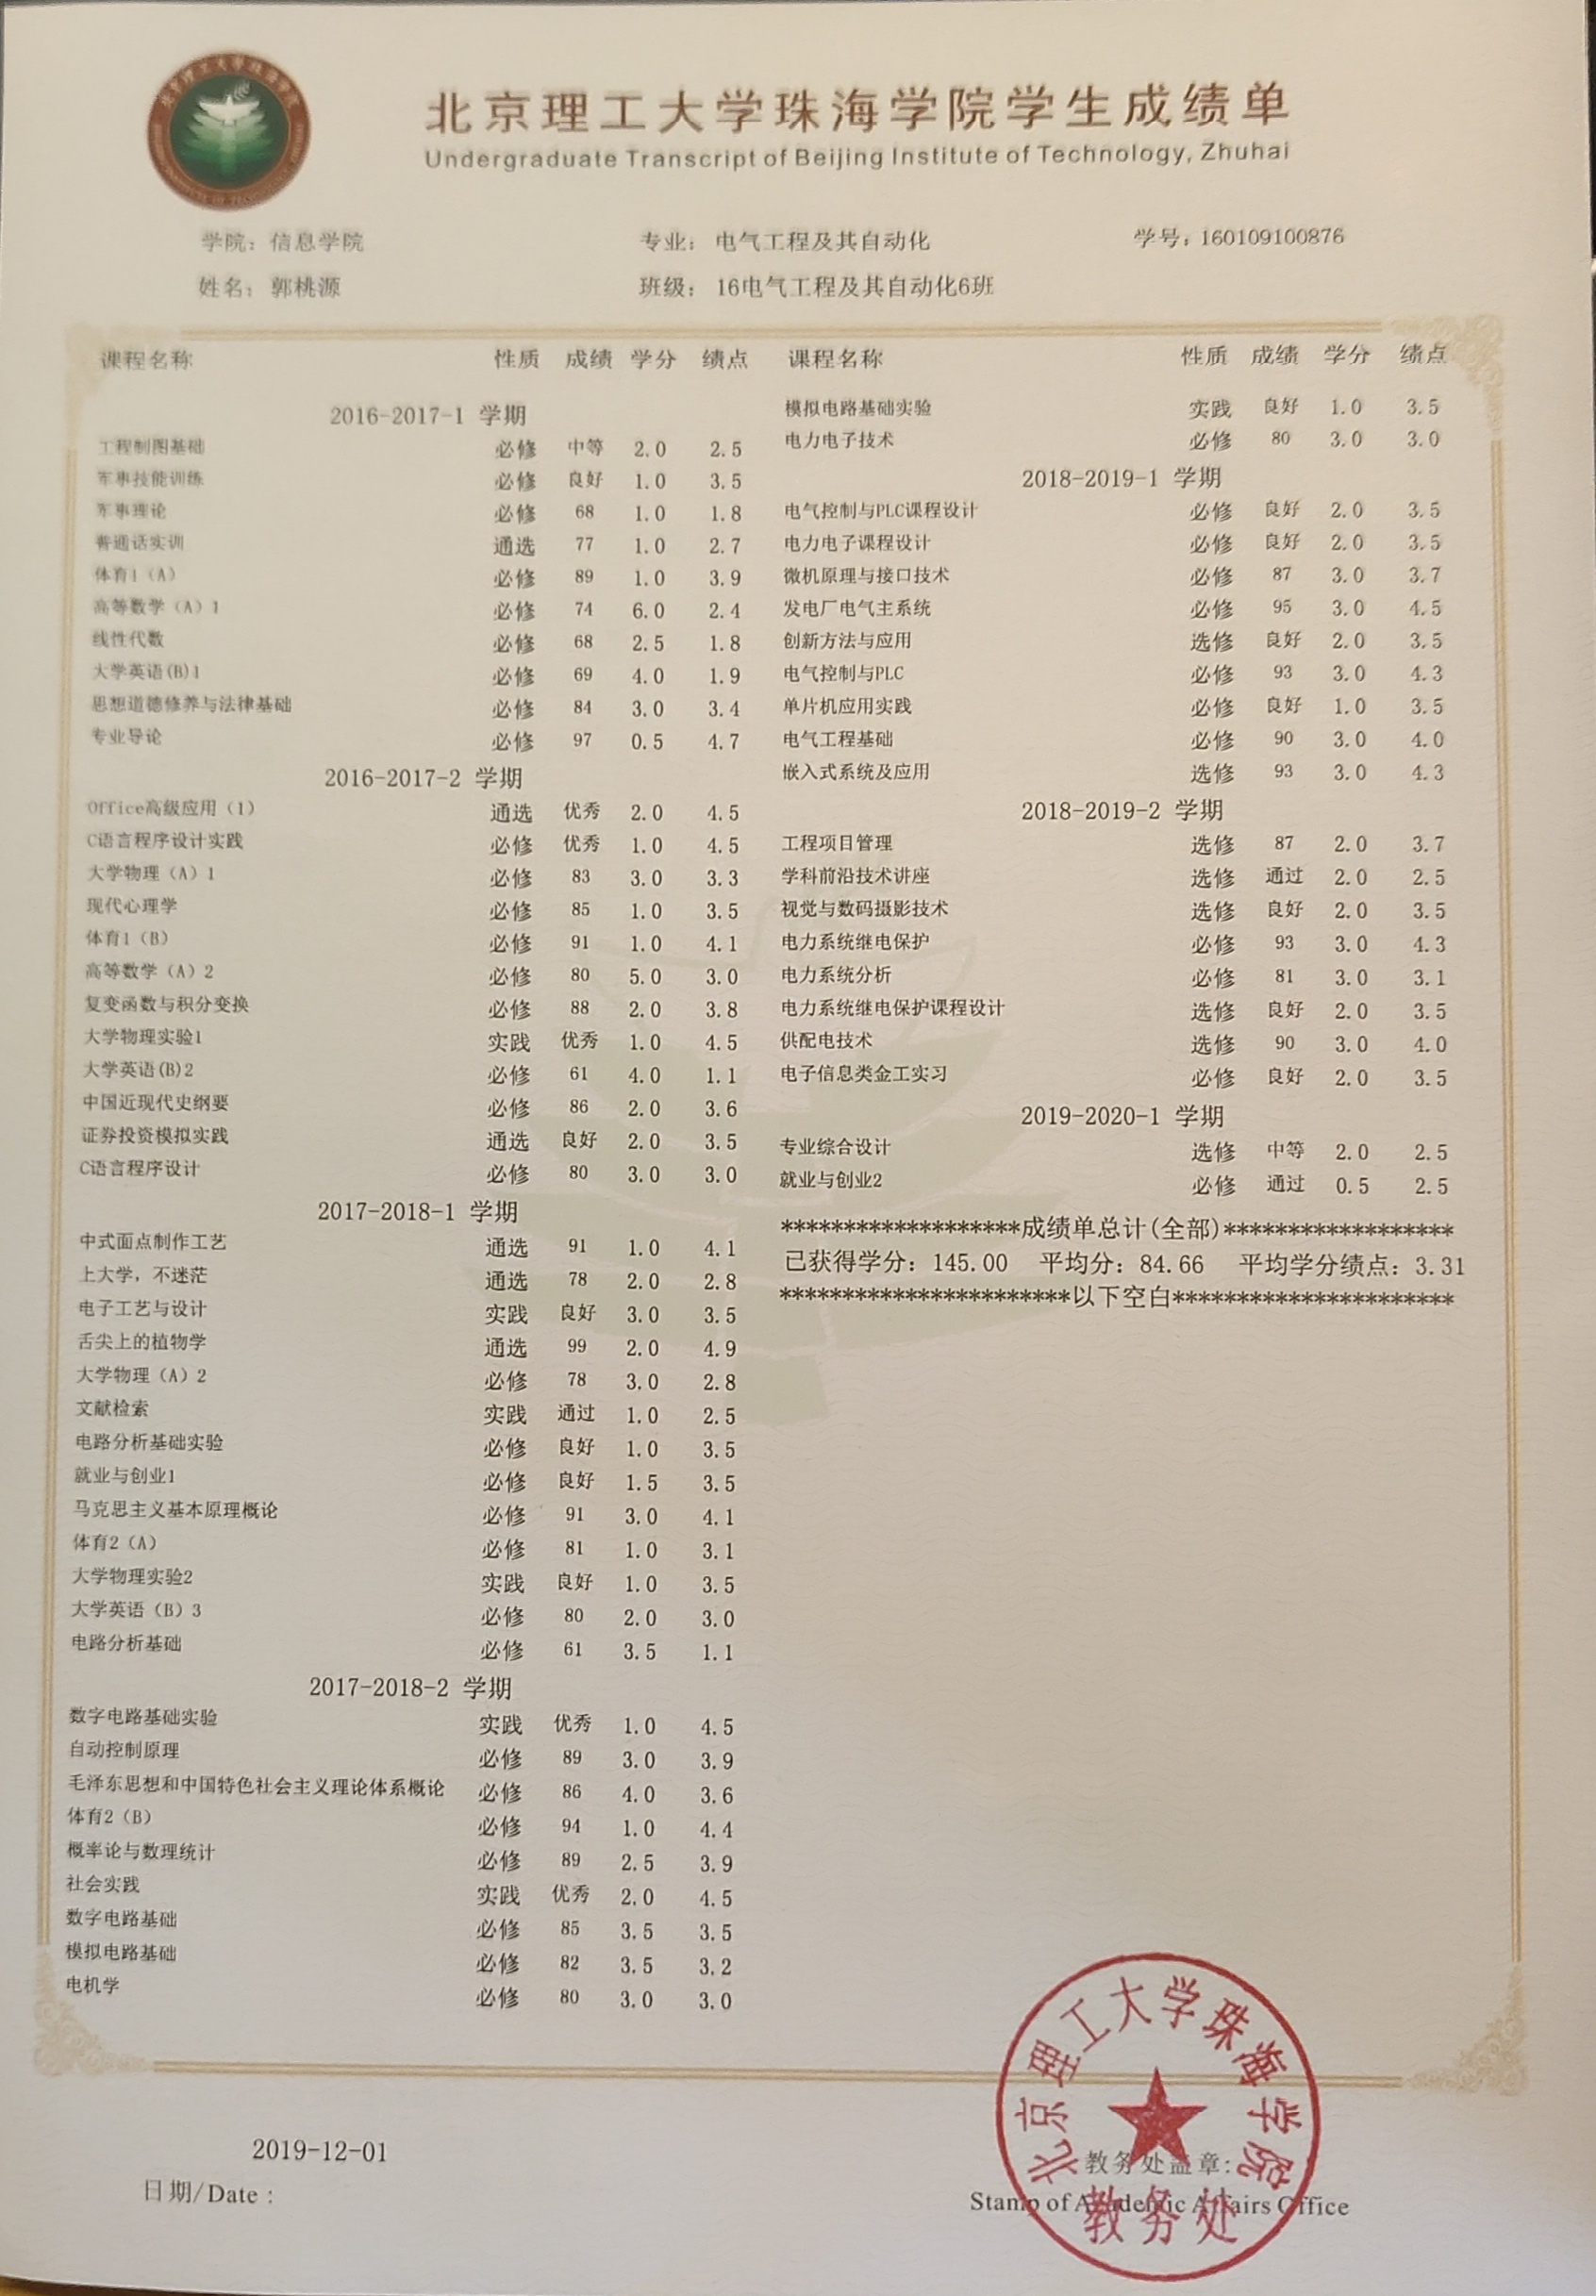 北京理工大学珠海学院学生成绩单
Undergraduate Transcript of Beijing Institute of Technology, Zhuhai
学院：信息学院 专业：电气工程及其自动化 学号：160109100876
姓名：郭桃源 班级：16电气工程及其自动化6班
课程名称 性质 成绩 学分 绩点
2016-2017-1 学期
工程制图基础 必修 中等 2.0 2.5
军事技能训练 必修 良好 1.0 3.5
军事理论 必修 68 1.0 1.8
普通话实训 通选 77 1.0 2.7
体育1（A） 必修 89 1.0 3.9
高等数学（A）1 必修 74 6.0 2.4
线性代数 必修 68 2.5 1.8
大学英语(B)1 必修 69 4.0 1.9
思想道德修养与法律基础 必修 84 3.0 3.4
专业导论 必修 97 0.5 4.7
2016-2017-2 学期
Office高级应用（1） 通选 优秀 2.0 4.5
C语言程序设计实践 必修 优秀 1.0 4.5
大学物理（A）1 必修 83 3.0 3.3
现代心理学 必修 85 1.0 3.5
体育1（B） 必修 91 1.0 4.1
高等数学（A）2 必修 80 5.0 3.0
复变函数与积分变换 必修 88 2.0 3.8
大学物理实验1 实践 优秀 1.0 4.5
大学英语(B)2 必修 61 4.0 1.1
中国近现代史纲要 必修 86 2.0 3.6
证券投资模拟实践 通选 良好 2.0 3.5
C语言程序设计 必修 80 3.0 3.0
2017-2018-1 学期
中式面点制作工艺 通选 91 1.0 4.1
上大学，不迷茫 通选 78 2.0 2.8
电子工艺与设计 实践 良好 3.0 3.5
舌尖上的植物学 通选 99 2.0 4.9
大学物理（A）2 必修 78 3.0 2.8
文献检索 实践 通过 1.0 2.5
电路分析基础实验 必修 良好 1.0 3.5
就业与创业1 必修 良好 1.5 3.5
马克思主义基本原理概论 必修 91 3.0 4.1
体育2（A） 必修 81 1.0 3.1
大学物理实验2 实践 良好 1.0 3.5
大学英语（B）3 必修 80 2.0 3.0
电路分析基础 必修 61 3.5 1.1
2017-2018-2 学期
数字电路基础实验 实践 优秀 1.0 4.5
自动控制原理 必修 89 3.0 3.9
毛泽东思想和中国特色社会主义理论体系概论 必修 86 4.0 3.6
体育2（B） 必修 94 1.0 4.4
概率论与数理统计 必修 89 2.5 3.9
社会实践 实践 优秀 2.0 4.5
数字电路基础 必修 85 3.5 3.5
模拟电路基础 必修 82 3.5 3.2
电机学 必修 80 3.0 3.0
课程名称 性质 成绩 学分 绩点
模拟电路基础实验 实践 良好 1.0 3.5
电力电子技术 必修 80 3.0 3.0
2018-2019-1 学期
电气控制与PLC课程设计 必修 良好 2.0 3.5
电力电子课程设计 必修 良好 2.0 3.5
微机原理与接口技术 必修 87 3.0 3.7
发电厂电气主系统 必修 95 3.0 4.5
创新方法与应用 选修 良好 2.0 3.5
电气控制与PLC 必修 93 3.0 4.3
单片机应用实践 必修 良好 1.0 3.5
电气工程基础 必修 90 3.0 4.0
嵌入式系统及应用 选修 93 3.0 4.3
2018-2019-2 学期
工程项目管理 选修 87 2.0 3.7
学科前沿技术讲座 选修 通过 2.0 2.5
视觉与数码摄影技术 选修 良好 2.0 3.5
电力系统继电保护 必修 93 3.0 4.3
电力系统分析 必修 81 3.0 3.1
电力系统继电保护课程设计 选修 良好 2.0 3.5
供配电技术 选修 90 3.0 4.0
电子信息类金工实习 必修 良好 2.0 3.5
2019-2020-1 学期
专业综合设计 选修 中等 2.0 2.5
就业与创业2 必修 通过 0.5 2.5
*******************成绩单总计(全部)******************
已获得学分：145.00 平均分：84.66 平均学分绩点：3.31
***********************以下空白**********************
2019-12-01
日期/Date：
教务处盖章：
Stamp of Academic Affairs Office
北京理工大学珠海学院
教务处